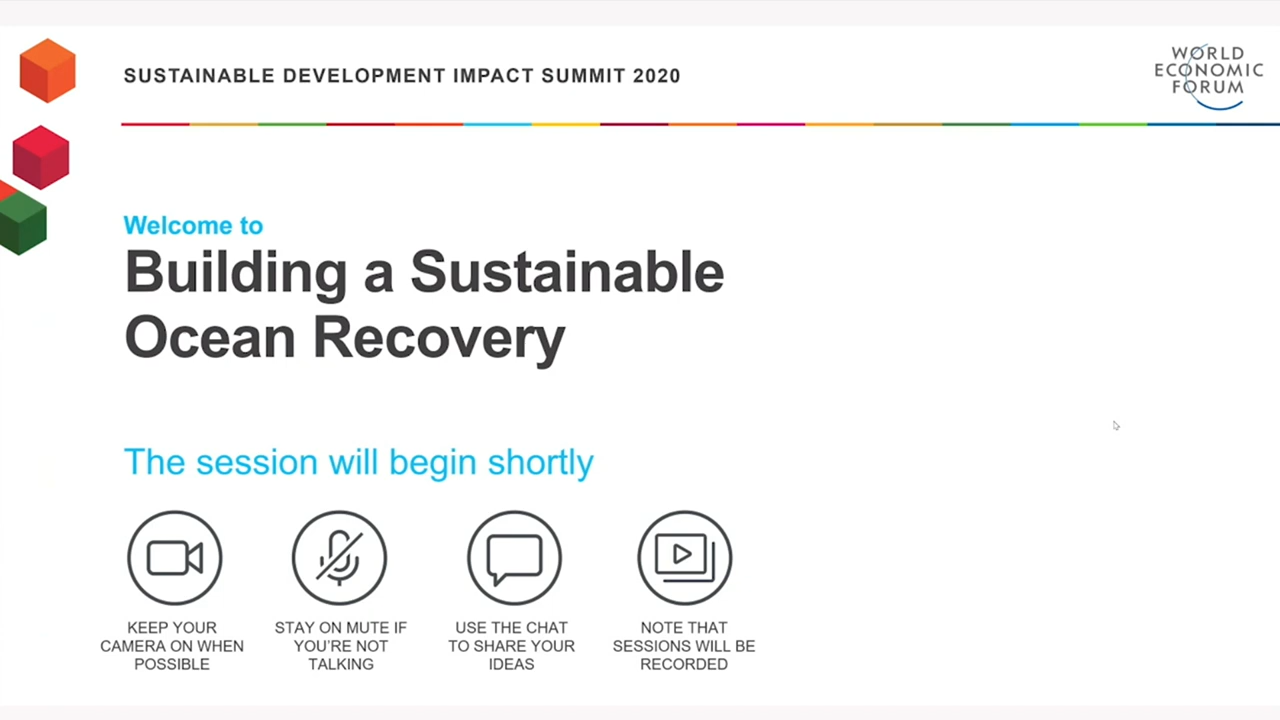 SUSTAINABLE DEVELOPMENT IMPACT SUMMIT 2020
WORLD
ECONOMIC
FORUM
Welcome to
Building a Sustainable
Ocean Recovery
The session will begin shortly
KEEP YOUR
CAMERA ON WHEN
POSSIBLE
STAY ON MUTE IF
YOU'RE NOT
TALKING
USE THE CHAT
TO SHARE YOUR
IDEAS
NOTE THAT
SESSIONS WILL BE
RECORDED